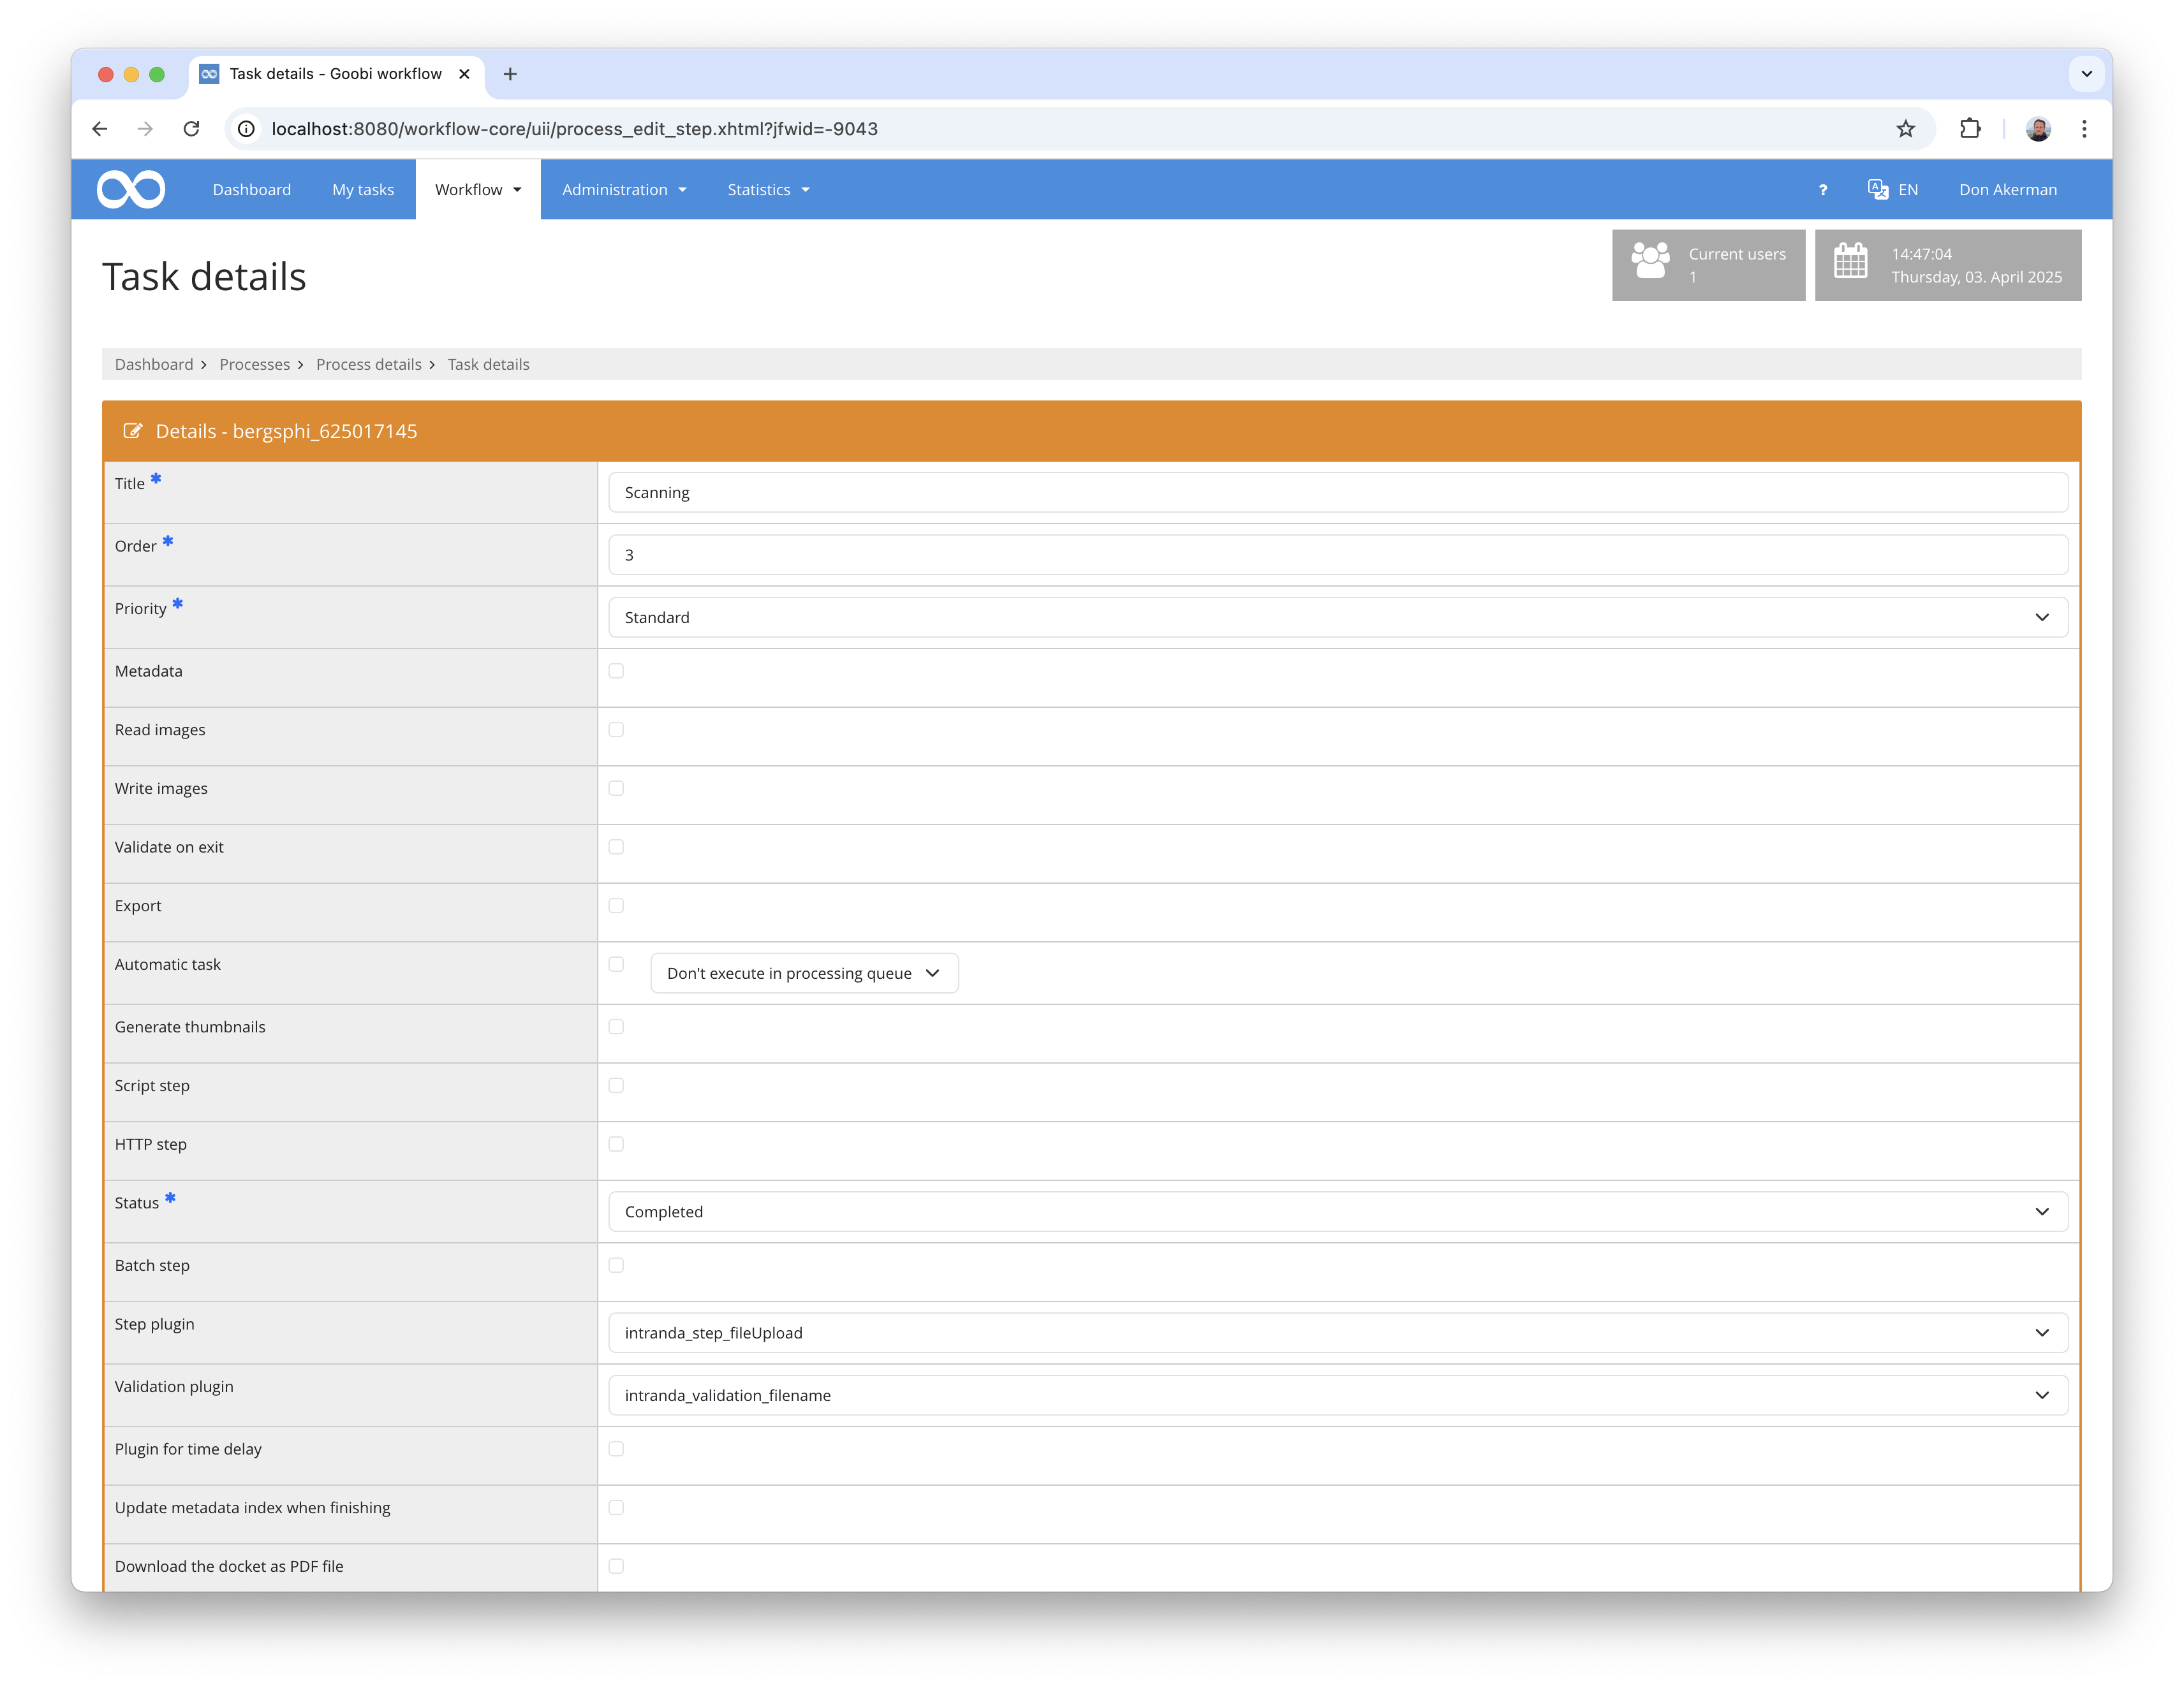 Task details - Goobi workflow
localhost:8080/workflow-core/uii/process_edit_step.xhtml?jfwid=-9043
Dashboard My tasks Workflow Administration Statistics ? EN Don Akerman
Task details
Current users
1
14:47:04
Thursday, 03. April 2025
Dashboard Processes Process details Task details
Details - bergsphi_625017145
Title * Scanning
Order * 3
Priority * Standard
Metadata
Read images
Write images
Validate on exit
Export
Automatic task Don't execute in processing queue
Generate thumbnails
Script step
HTTP step
Status * Completed
Batch step
Step plugin intranda_step_fileUpload
Validation plugin intranda_validation_filename
Plugin for time delay
Update metadata index when finishing
Download the docket as PDF file